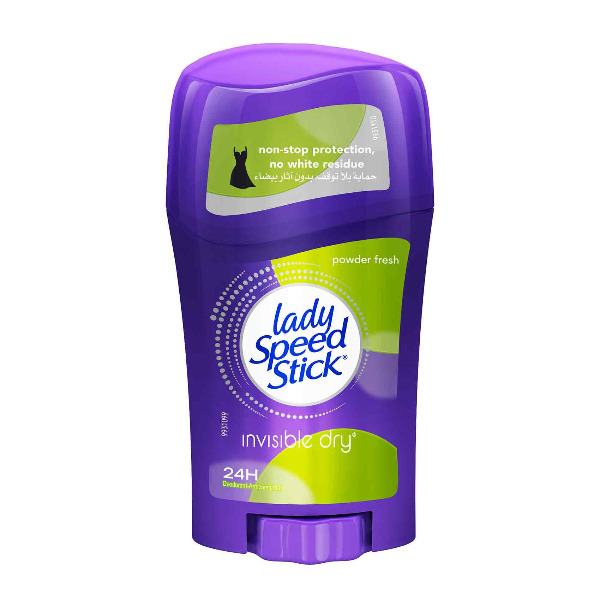 non-stop protection,
no white residue
حماية بلا توقف، بدون آثار بيضاء
powder fresh
lady
Speed
Stick®
invisible dry®
24H